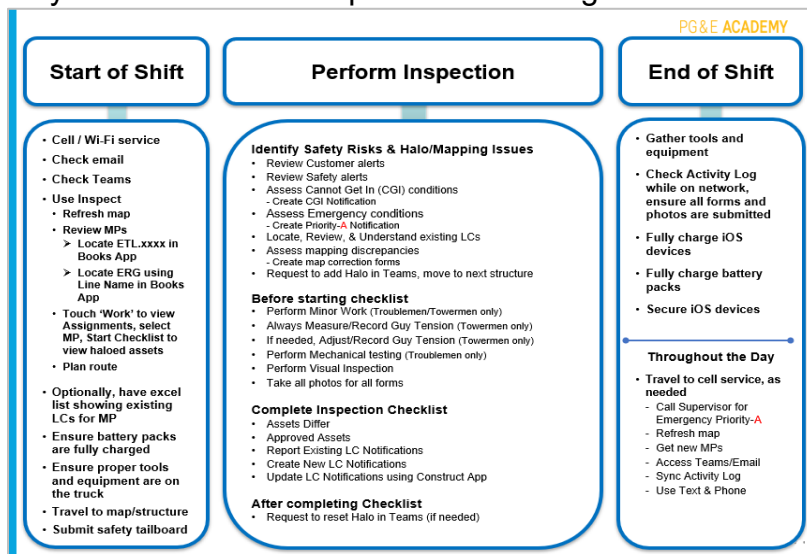 PG&E ACADEMY
Start of Shift
• Cell / Wi-Fi service
• Check email
• Check Teams
• Use Inspect
• Refresh map
• Review MPs
➢ Locate ETL.xxxx in
Books App
➢ Locate ERG using
Line Name in Books
App
• Touch ‘Work’ to view
Assignments, select
MP, Start Checklist to
view haloed assets
• Plan route
• Optionally, have excel
list showing existing
LCs for MP
• Ensure battery packs
are fully charged
• Ensure proper tools
and equipment are on
the truck
• Travel to map/structure
• Submit safety tailboard
Perform Inspection
Identify Safety Risks & Halo/Mapping Issues
• Review Customer alerts
• Review Safety alerts
• Assess Cannot Get In (CGI) conditions
- Create CGI Notification
• Assess Emergency conditions
- Create Priority-A Notification
• Locate, Review, & Understand existing LCs
• Assess mapping discrepancies
- Create map correction forms
• Request to add Halo in Teams, move to next structure
Before starting checklist
• Perform Minor Work (Troublemen/Towermen only)
• Always Measure/Record Guy Tension (Towermen only)
• If needed, Adjust/Record Guy Tension (Towermen only)
• Perform Mechanical testing (Troublemen only)
• Perform Visual Inspection
• Take all photos for all forms
Complete Inspection Checklist
• Assets Differ
• Approved Assets
• Report Existing LC Notifications
• Create New LC Notifications
• Update LC Notifications using Construct App
After completing Checklist
• Request to reset Halo in Teams (if needed)
End of Shift
• Gather tools and
equipment
• Check Activity Log
while on network,
ensure all forms and
photos are submitted
• Fully charge iOS
devices
• Fully charge battery
packs
• Secure iOS devices
Throughout the Day
• Travel to cell service, as
needed
- Call Supervisor for
Emergency Priority-A
- Refresh map
- Get new MPs
- Access Teams/Email
- Sync Activity Log
- Use Text & Phone